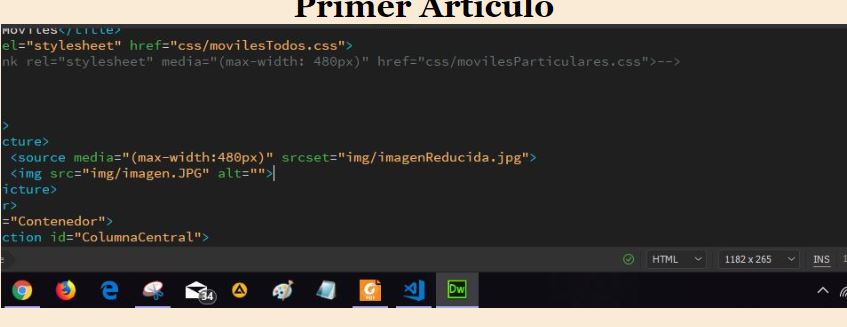 Primer Artículo
Moviles</title>
el="stylesheet" href="css/movilesTodos.css">
nk rel="stylesheet" media="(max-width: 480px)" href="css/movilesParticulares.css">-->
>
cture>
<source media="(max-width:480px)" srcset="img/imagenReducida.jpg">
<img src="img/imagen.JPG" alt="">
icture>
r>
="Contenedor">
ction id="ColumnaCentral">
e HTML 1182 x 265 INS 1
34 PDF Dw